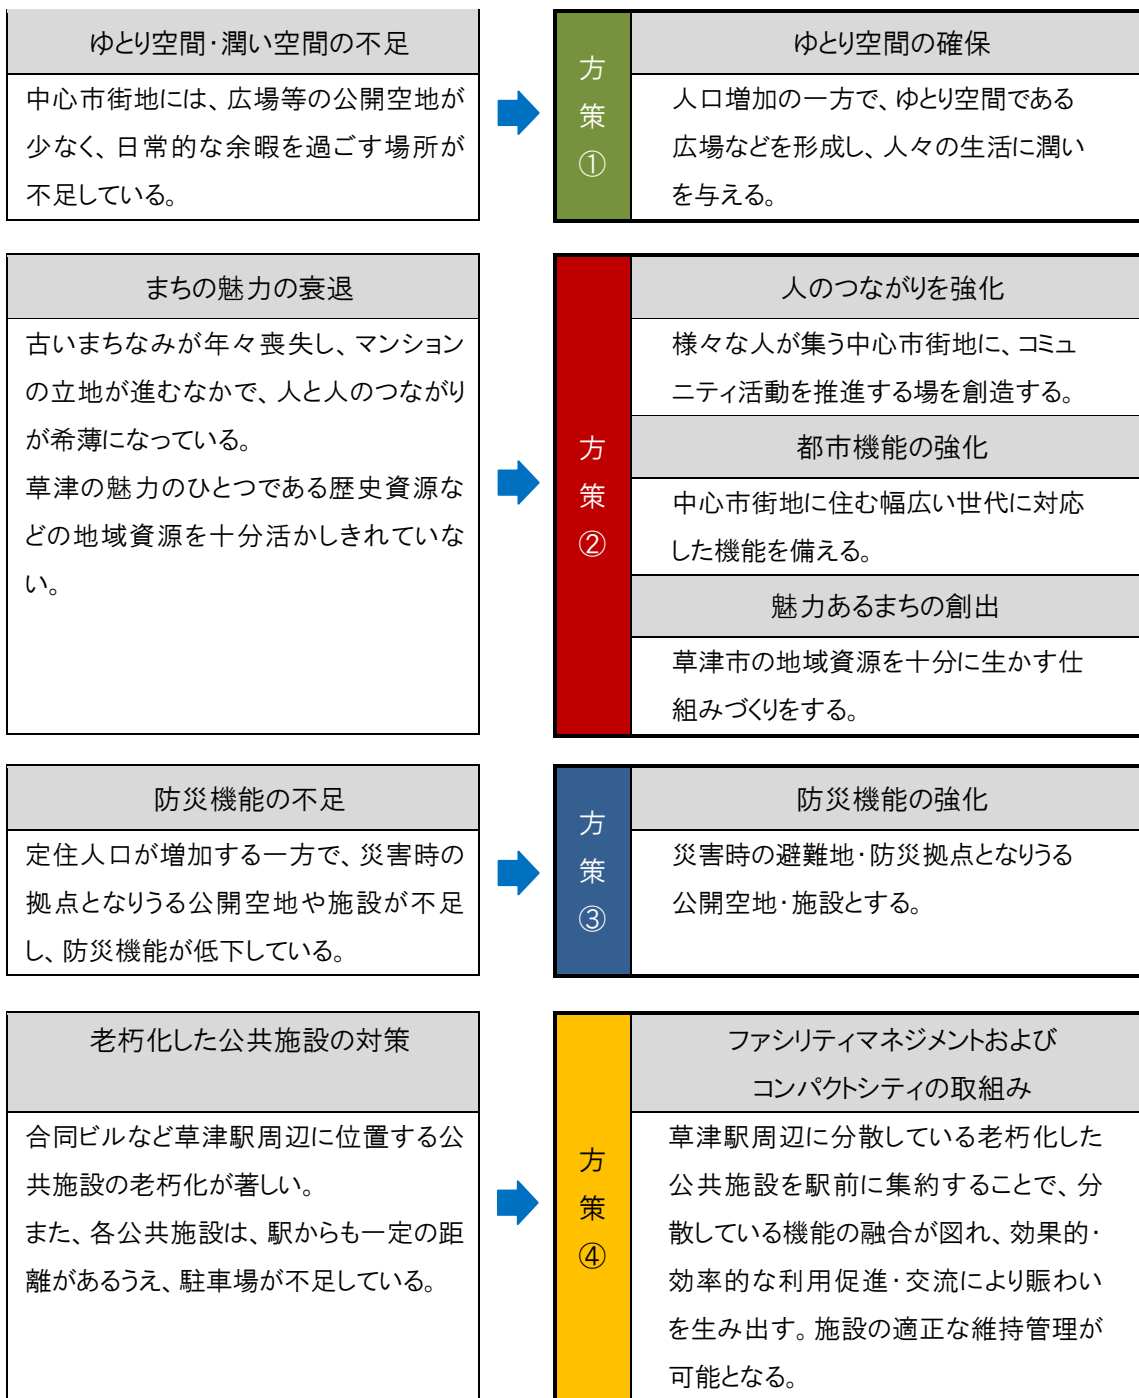 ゆとり空間・潤い空間の不足
中心市街地には、広場等の公開空地が
少なく、日常的な余暇を過ごす場所が
不足している。
方
策
①
ゆとり空間の確保
人口増加の一方で、ゆとり空間である
広場などを形成し、人々の生活に潤い
を与える。
まちの魅力の衰退
古いまちなみが年々喪失し、マンション
の立地が進むなかで、人と人のつながり
が希薄になっている。
草津の魅力のひとつである歴史資源な
どの地域資源を十分活かしきれていな
い。
方
策
②
人のつながりを強化
様々な人が集う中心市街地に、コミュ
ニティ活動を推進する場を創造する。
都市機能の強化
中心市街地に住む幅広い世代に対応
した機能を備える。
魅力あるまちの創出
草津市の地域資源を十分に生かす仕
組みづくりをする。
防災機能の不足
定住人口が増加する一方で、災害時の
拠点となりうる公開空地や施設が不足
し、防災機能が低下している。
方
策
③
防災機能の強化
災害時の避難地・防災拠点となりうる
公開空地・施設とする。
老朽化した公共施設の対策
合同ビルなど草津駅周辺に位置する公
共施設の老朽化が著しい。
また、各公共施設は、駅からも一定の距
離があるうえ、駐車場が不足している。
方
策
④
ファシリティマネジメントおよび
コンパクトシティの取組み
草津駅周辺に分散している老朽化した
公共施設を駅前に集約することで、分
散している機能の融合が図れ、効果的・
効率的な利用促進・交流により賑わい
を生み出す。施設の適正な維持管理が
可能となる。